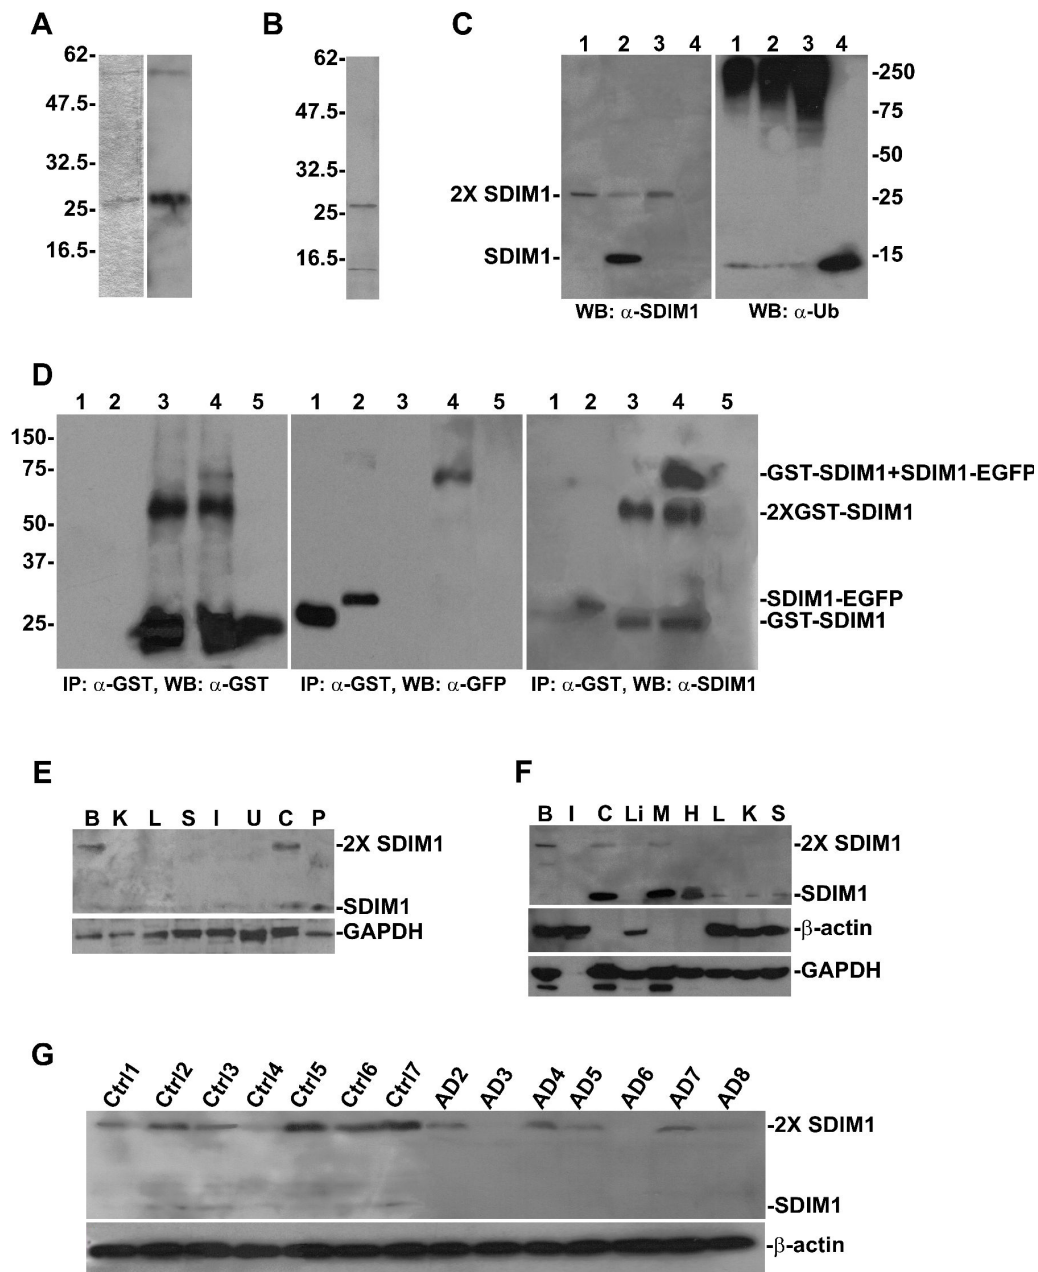 A
62-
47.5-
32.5-
25-
16.5-
B
62-
47.5-
32.5-
25-
16.5-
C
1 2 3 4 1 2 3 4
-250
-75
-50
2X SDIM1- -25
SDIM1- -15
WB: α-SDIM1 WB: α-Ub
D
1 2 3 4 5 1 2 3 4 5 1 2 3 4 5
150-
75- -GST-SDIM1+SDIM1-EGFP
50- -2XGST-SDIM1
37-
-SDIM1-EGFP
25- -GST-SDIM1
IP: α-GST, WB: α-GST IP: α-GST, WB: α-GFP IP: α-GST, WB: α-SDIM1
E
B K L S I U C P
-2X SDIM1
-SDIM1
-GAPDH
F
B I C Li M H L K S
-2X SDIM1
-SDIM1
-β-actin
-GAPDH
G
Ctrl1 Ctrl2 Ctrl3 Ctrl4 Ctrl5 Ctrl6 Ctrl7 AD2 AD3 AD4 AD5 AD6 AD7 AD8
-2X SDIM1
-SDIM1
-β-actin